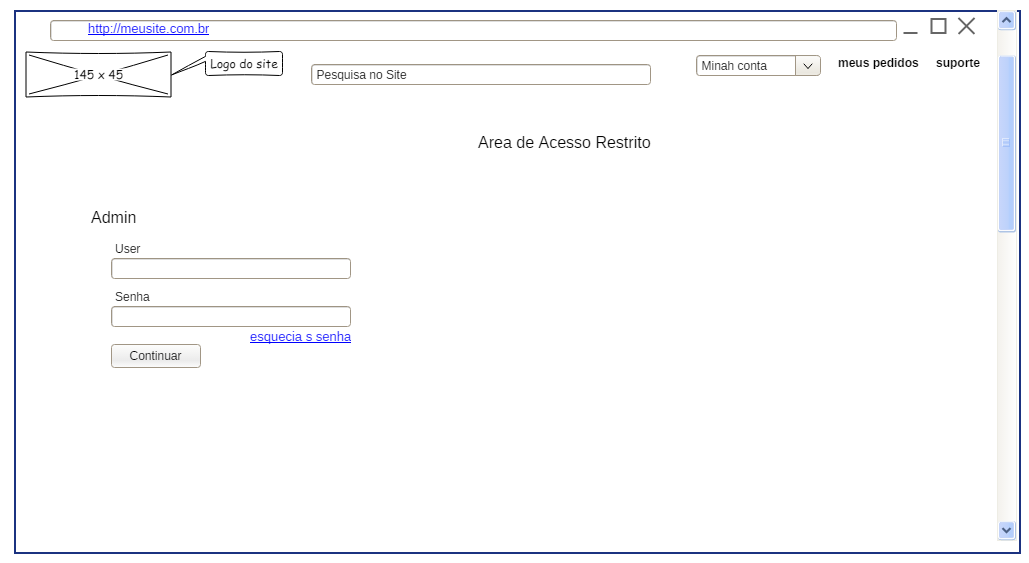 http://meusite.com.br
145 x 45
Logo do site
Pesquisa no Site
Minah conta
meus pedidos
suporte
Area de Acesso Restrito
Admin
User
Senha
esquecia s senha
Continuar